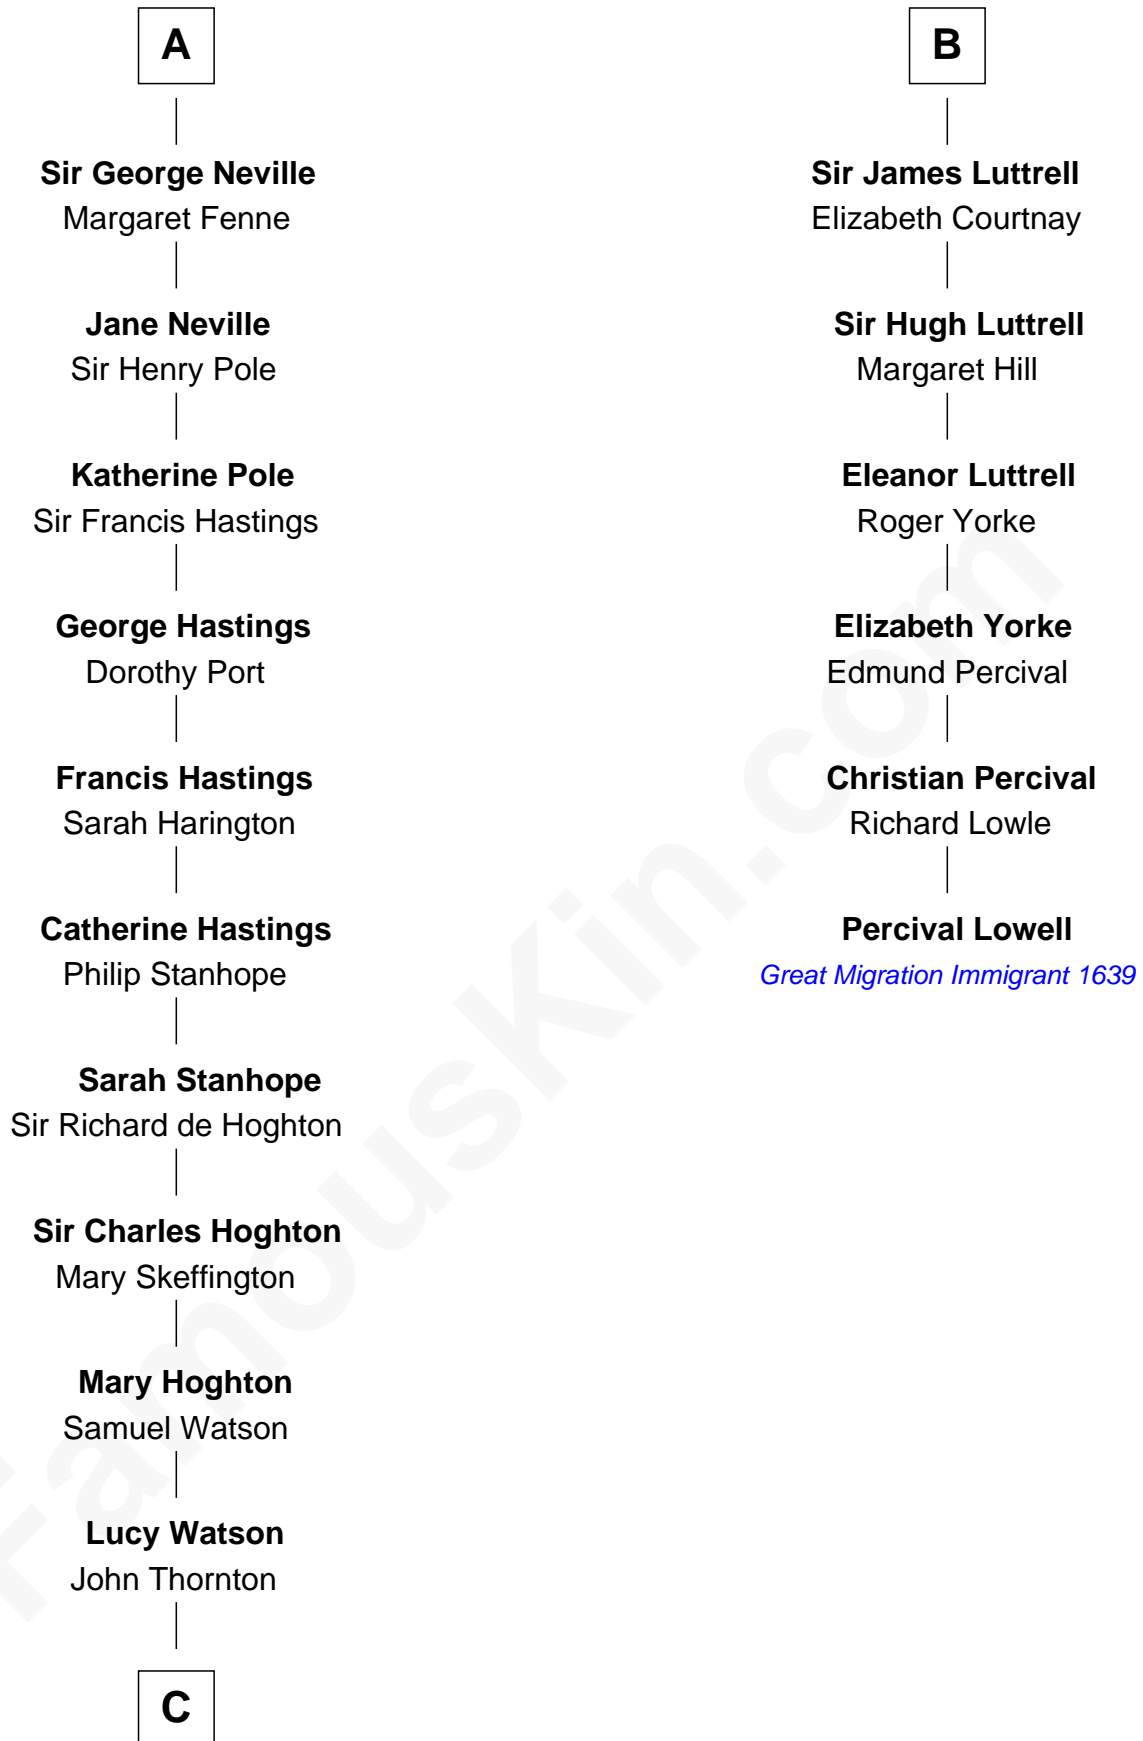 A
Sir George Neville
Margaret Fenne
Jane Neville
Sir Henry Pole
Katherine Pole
Sir Francis Hastings
George Hastings
Dorothy Port
Francis Hastings
Sarah Harington
Catherine Hastings
Philip Stanhope
Sarah Stanhope
Sir Richard de Hoghton
Sir Charles Hoghton
Mary Skeffington
Mary Hoghton
Samuel Watson
Lucy Watson
John Thornton
C
B
Sir James Luttrell
Elizabeth Courtnay
Sir Hugh Luttrell
Margaret Hill
Eleanor Luttrell
Roger Yorke
Elizabeth Yorke
Edmund Percival
Christian Percival
Richard Lowle
Percival Lowell
Great Migration Immigrant 1639
FamousKin.com